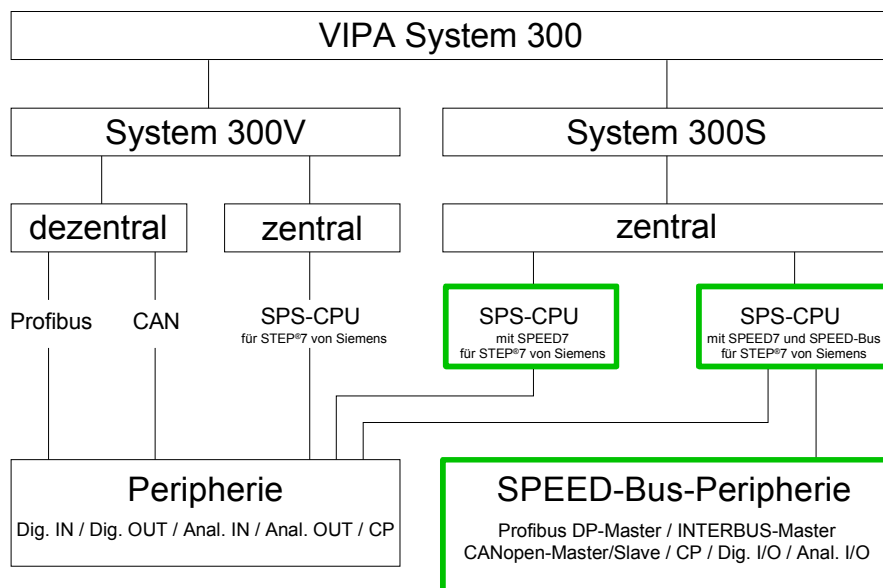 VIPA System 300
System 300V
System 300S
dezentral
zentral
zentral
Profibus
CAN
SPS-CPU
für STEP®7 von Siemens
SPS-CPU
mit SPEED7
für STEP®7 von Siemens
SPS-CPU
mit SPEED7 und SPEED-Bus
für STEP®7 von Siemens
Peripherie
Dig. IN / Dig. OUT / Anal. IN / Anal. OUT / CP
SPEED-Bus-Peripherie
Profibus DP-Master / INTERBUS-Master
CANopen-Master/Slave / CP / Dig. I/O / Anal. I/O